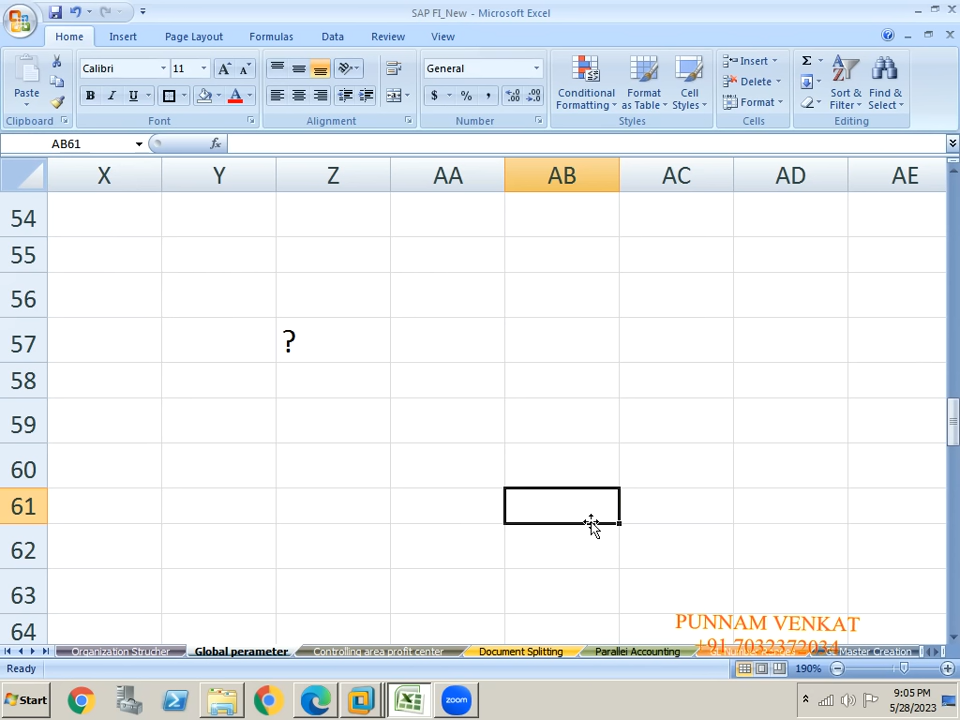 SAP FI_New - Microsoft Excel
Home Insert Page Layout Formulas Data Review View
Paste
Calibri 11
General
Conditional Formatting
Format as Table
Cell Styles
Insert
Delete
Format
Sort & Filter
Find & Select
Clipboard Font Alignment Number Styles Cells Editing
AB61 fx
X Y Z AA AB AC AD AE
54
55
56
57 ?
58
59
60
61
62
63
64
PUNNAM VENKAT
+91 7032372034
Organization Strucher Global perameter Controlling area profit center Document Splitting Parallel Accounting Master Creation
Ready 190%
Start zoom 9:05 PM
5/28/2023